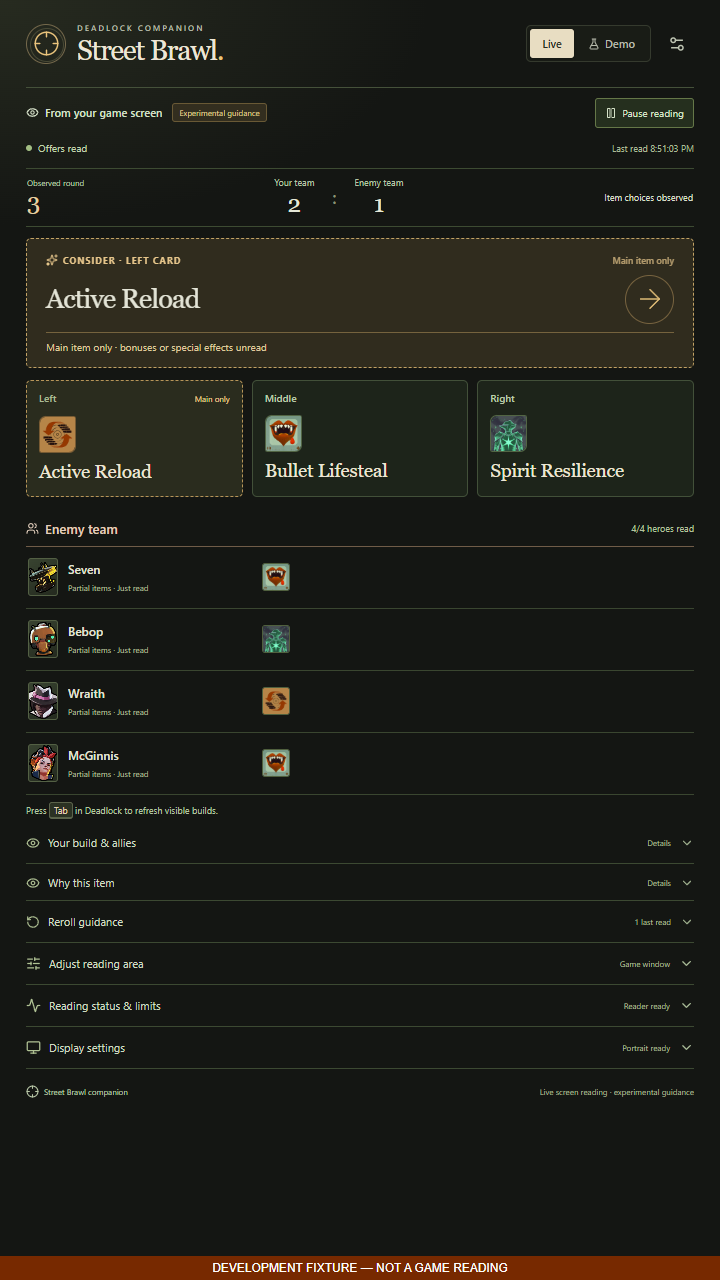 DEADLOCK COMPANION
Street Brawl.
Live
Demo
From your game screen
Experimental guidance
Pause reading
Offers read
Last read 8:51:03 PM
Observed round
3
Your team
2
:
Enemy team
1
Item choices observed
CONSIDER · LEFT CARD
Main item only
Active Reload
Main item only · bonuses or special effects unread
Left
Main only
Active Reload
Middle
Bullet Lifesteal
Right
Spirit Resilience
Enemy team
4/4 heroes read
Seven
Partial items · Just read
Bebop
Partial items · Just read
Wraith
Partial items · Just read
McGinnis
Partial items · Just read
Press Tab in Deadlock to refresh visible builds.
Your build & allies
Details
Why this item
Details
Reroll guidance
1 last read
Adjust reading area
Game window
Reading status & limits
Reader ready
Display settings
Portrait ready
Street Brawl companion
Live screen reading · experimental guidance
DEVELOPMENT FIXTURE — NOT A GAME READING